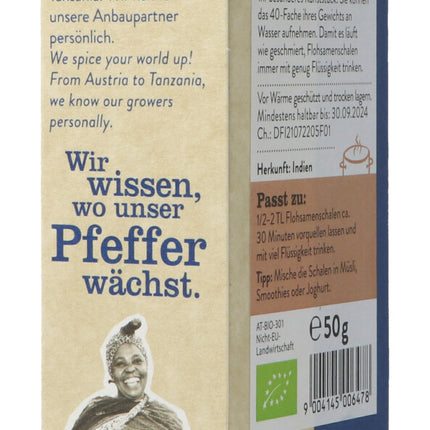 unsere Anbaupartner
persönlich.
We spice your world up!
From Austria to Tanzania,
we know our growers
personally.
Wir
wissen,
wo unser
Pfeffer
wächst.
das 40-Fache ihres Gewichts an
Wasser aufnehmen. Damit es läuft
wie geschmiert, Flohsamenschalen
immer mit genug Flüssigkeit trinken.
Vor Wärme geschützt und trocken lagern.
Mindestens haltbar bis: 30.09.2024
Ch.: DFI21072205F01
Herkunft: Indien
Passt zu:
1/2–2 TL Flohsamenschalen ca.
30 Minuten vorquellen lassen und
mit viel Flüssigkeit trinken.
Tipp: Mische die Schalen in Müsli,
Smoothies oder Joghurt.
AT-BIO-301
Nicht-EU-
Landwirtschaft
℮50g
9 004145 006478